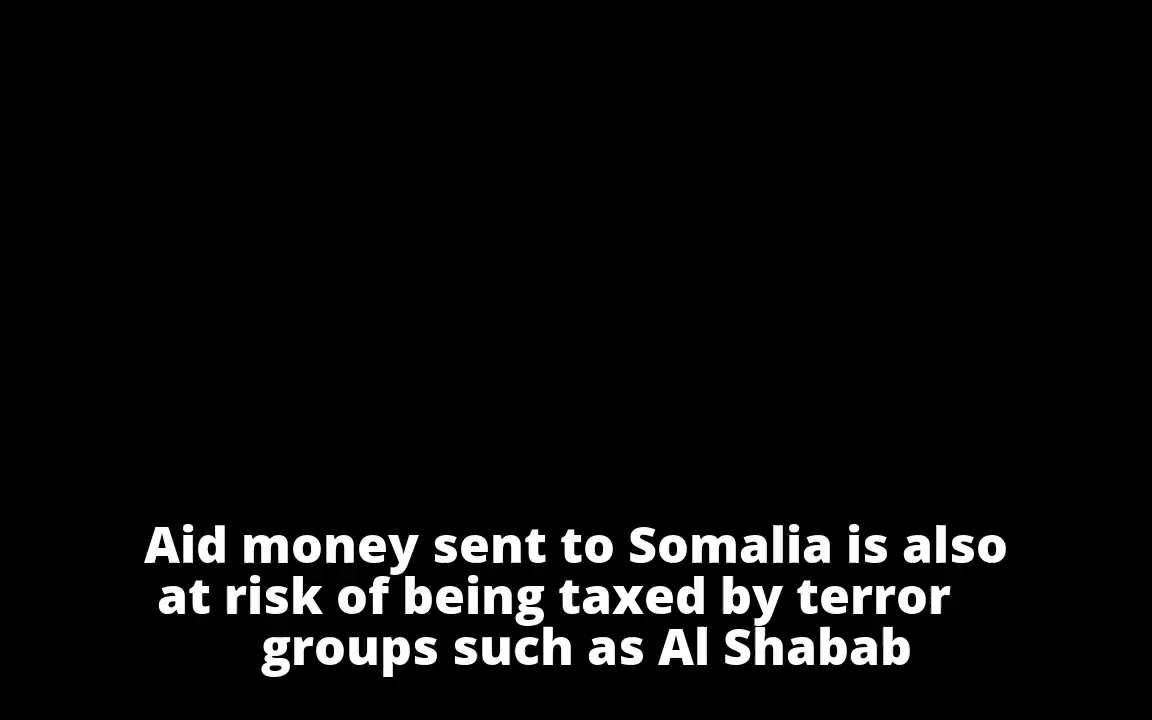 Aid money sent to Somalia is also
at risk of being taxed by terror
groups such as Al Shabab